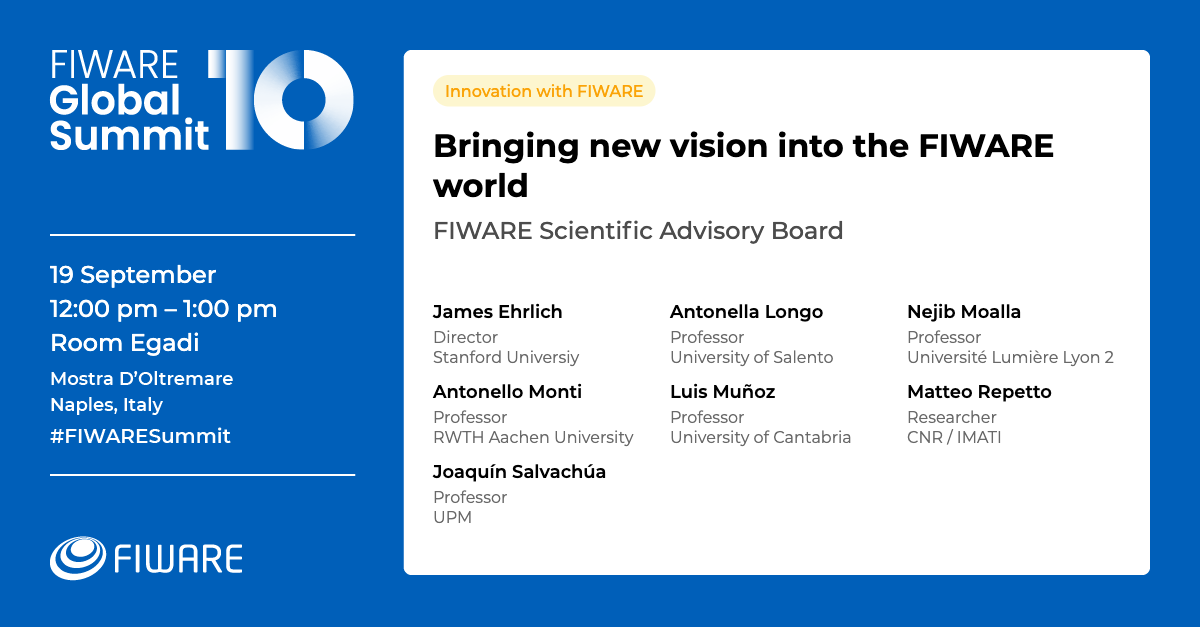 FIWARE
Global
Summit
10
19 September
12:00 pm – 1:00 pm
Room Egadi
Mostra D’Oltremare
Naples, Italy
#FIWARESummit
FIWARE
Innovation with FIWARE
Bringing new vision into the FIWARE
world
FIWARE Scientific Advisory Board
James Ehrlich
Director
Stanford Universiy
Antonella Longo
Professor
University of Salento
Nejib Moalla
Professor
Université Lumière Lyon 2
Antonello Monti
Professor
RWTH Aachen University
Luis Muñoz
Professor
University of Cantabria
Matteo Repetto
Researcher
CNR / IMATI
Joaquín Salvachúa
Professor
UPM